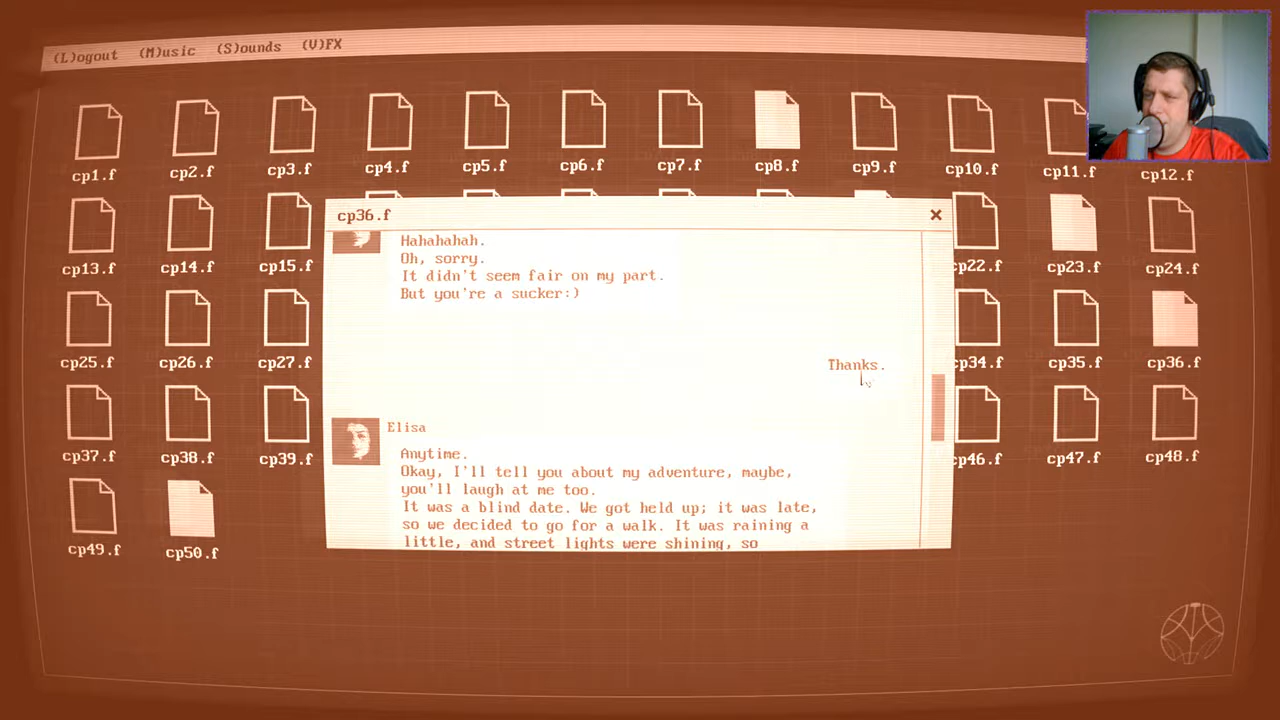 (L)ogout (M)usic (S)ounds (V)FX
cp1.f cp2.f cp3.f cp4.f cp5.f cp6.f cp7.f cp8.f cp9.f cp10.f cp11.f cp12.f
cp36.f
Hahahahah.
Oh, sorry.
It didn't seem fair on my part.
But you're a sucker:)
Thanks.
Elisa
Anytime.
Okay, I'll tell you about my adventure, maybe,
you'll laugh at me too.
It was a blind date. We got held up; it was late,
so we decided to go for a walk. It was raining a
little, and street lights were shining, so
cp13.f cp14.f cp15.f cp22.f cp23.f cp24.f
cp25.f cp26.f cp27.f cp34.f cp35.f cp36.f
cp37.f cp38.f cp39.f cp46.f cp47.f cp48.f
cp49.f cp50.f